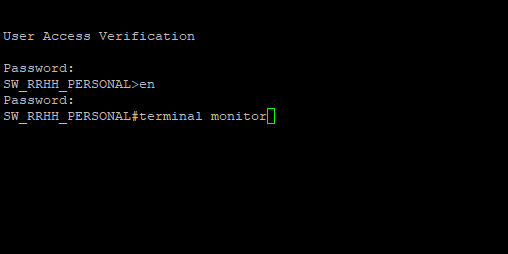 User Access Verification
Password:
SW_RRHH_PERSONAL>en
Password:
SW_RRHH_PERSONAL#terminal monitor